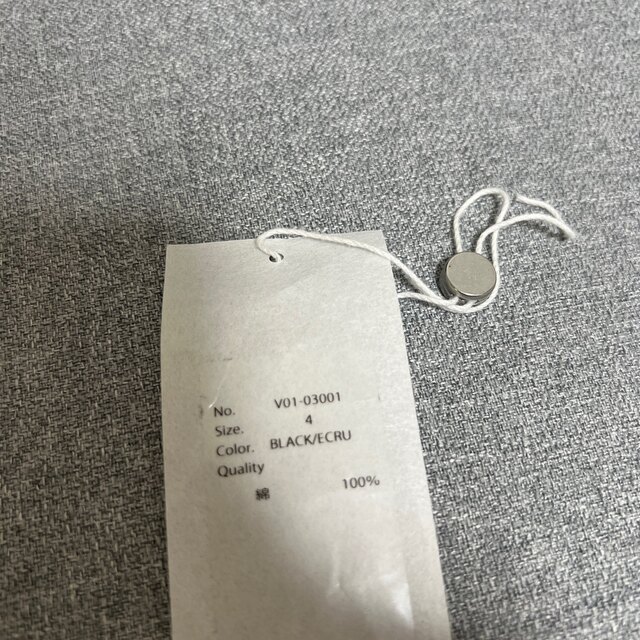 No. V01-03001
Size. 4
Color. BLACK/ECRU
Quality
綿 100%